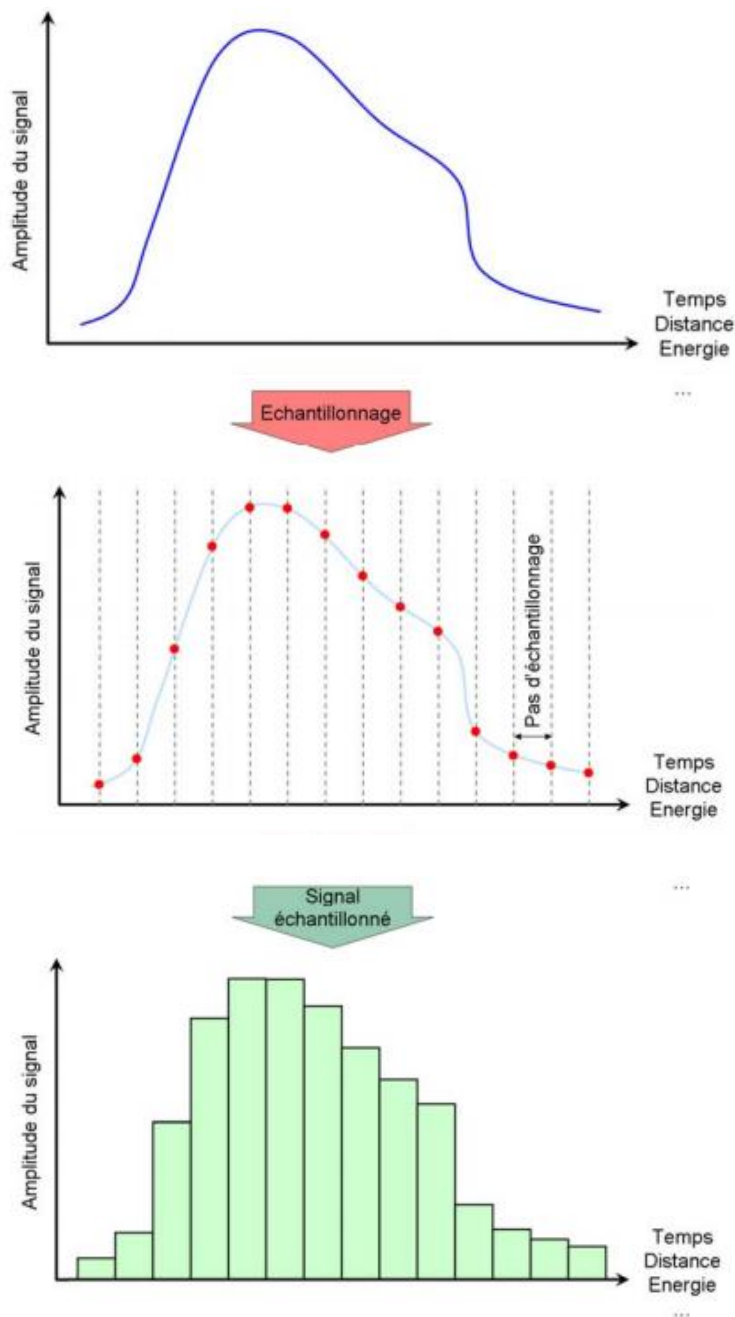 Amplitude du signal
Temps
Distance
Energie
...
Echantillonnage
Amplitude du signal
Pas d'échantillonnage
Temps
Distance
Energie
...
Signal
échantillonné
Amplitude du signal
Temps
Distance
Energie
...